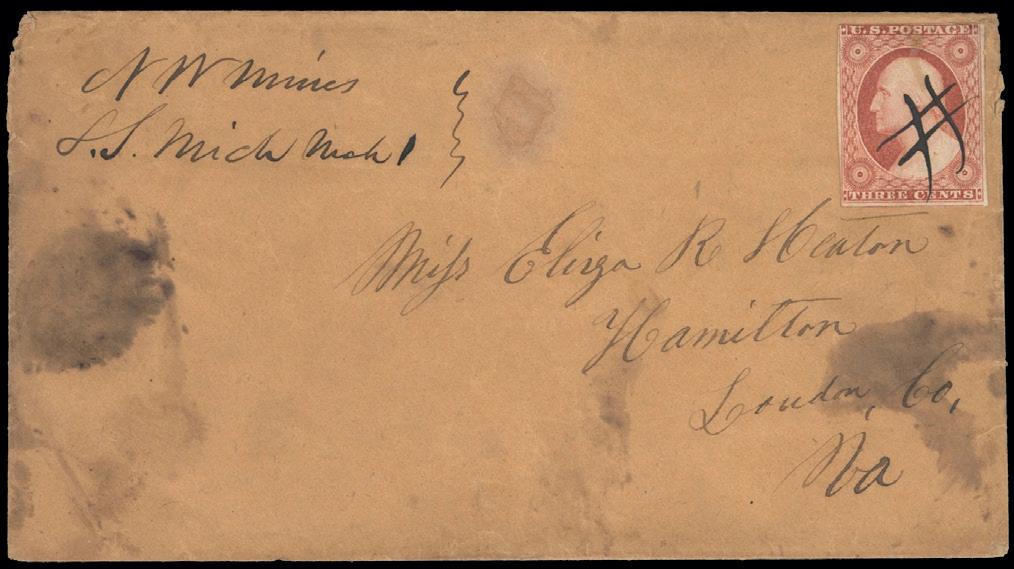 N W Mines
L.S. Mich Mch 1
U.S. POSTAGE
THREE CENTS
Miss Eliza R Heaton
Hamilton
Loudon, Co,
Va